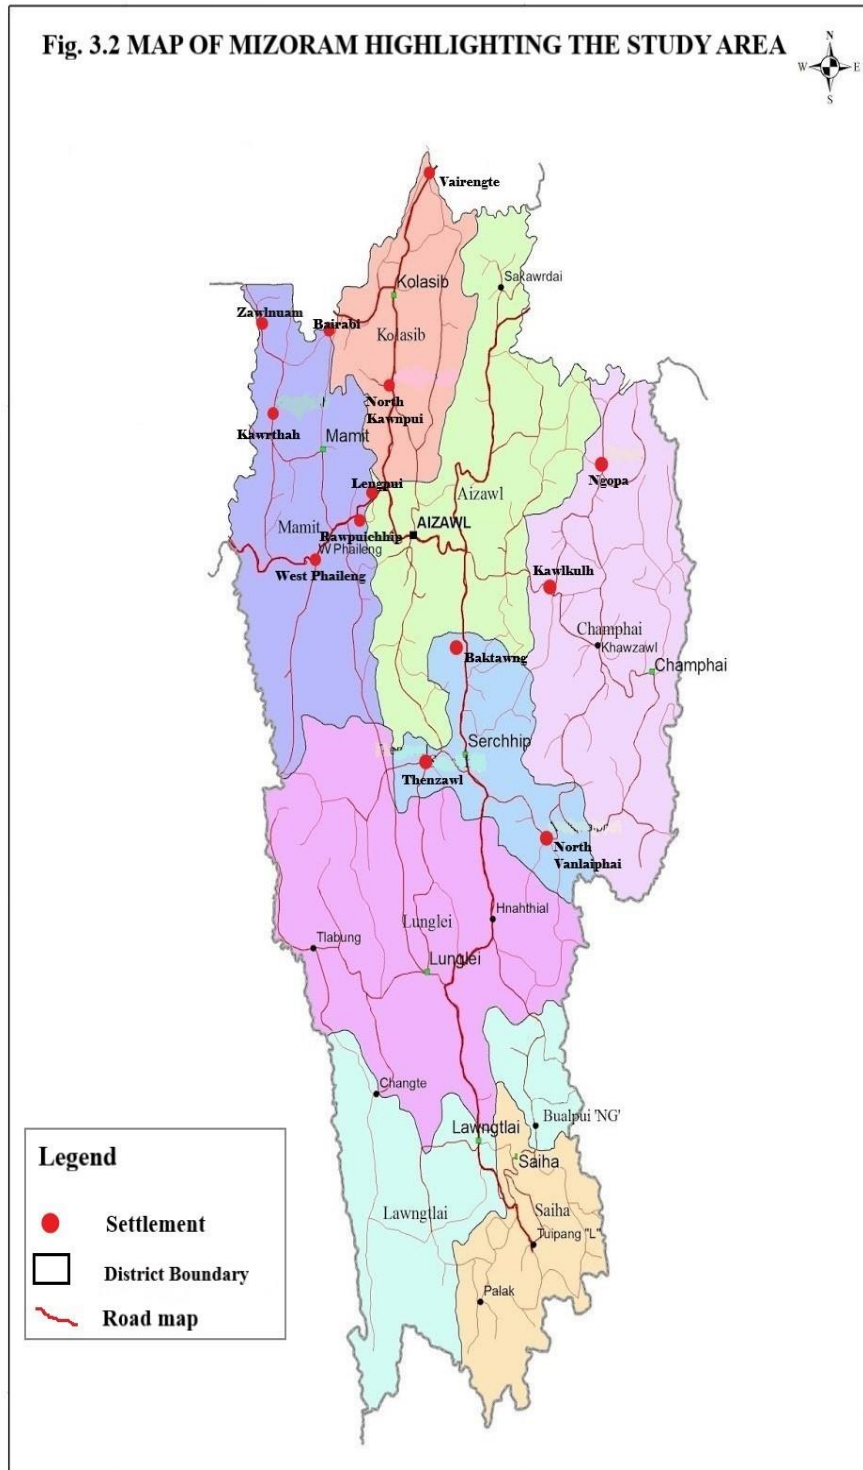 Fig. 3.2 MAP OF MIZORAM HIGHLIGHTING THE STUDY AREA
N
W E
S
Vairengte
Kolasib
Sakawrdai
Zawlnuam
Bairabi
Kolasib
North
Kawnpui
Kawrthah
Mamit
Ngopa
Lengpui
Aizawl
Mamit
Rawpuichhip
AIZAWL
W Phaileng
West Phaileng
Kawlkulh
Champhai
Khawzawl
Baktawng
Champhai
Serchhip
Thenzawl
North
Vanlaiphai
Hnahthial
Lunglei
Tlabung
Lunglei
Changte
Bualpui 'NG'
Lawngtlai
Saiha
Lawngtlai
Saiha
Tuipang "L"
Palak
Legend
Settlement
District Boundary
Road map